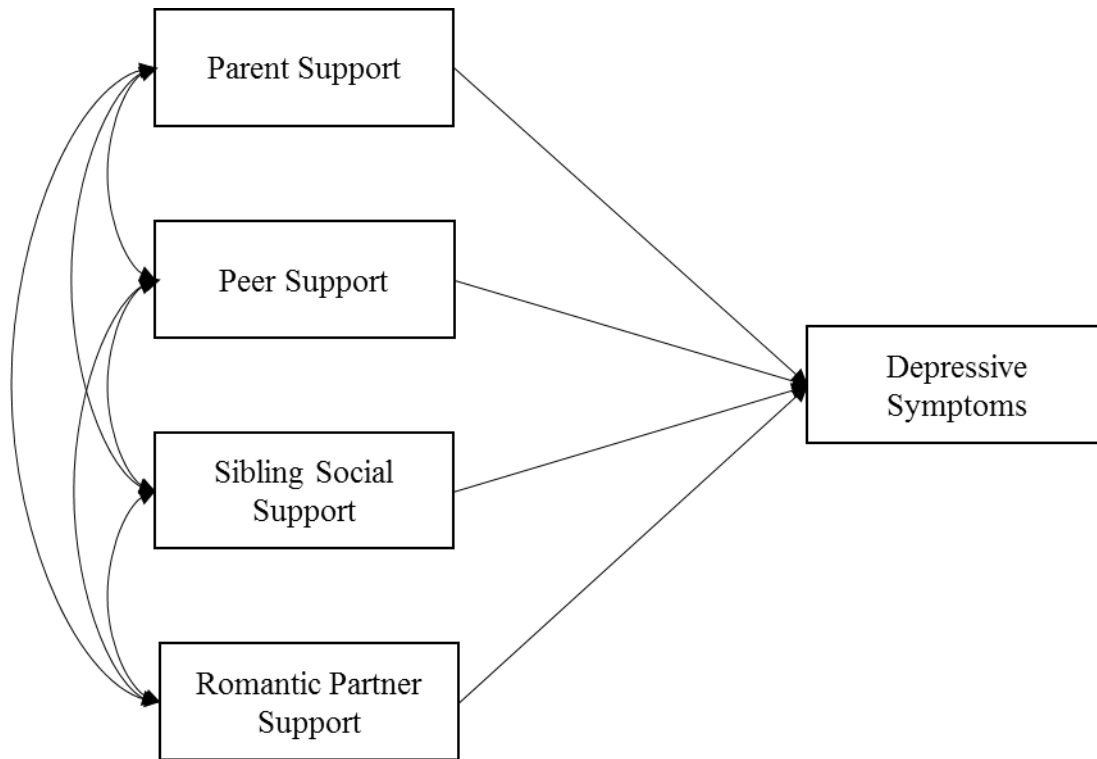 Parent Support
Peer Support
Sibling Social
Support
Romantic Partner
Support
Depressive
Symptoms